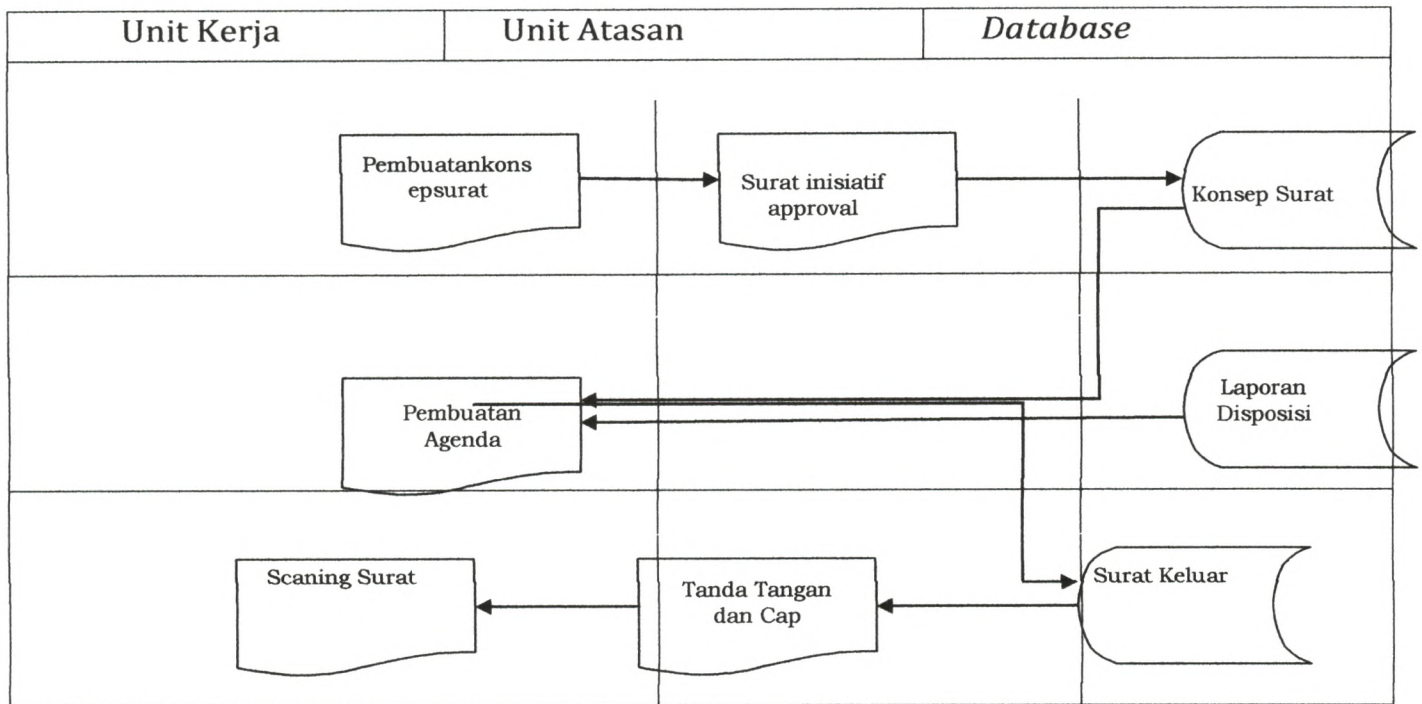 Unit Kerja
Unit Atasan
Database
Pembuatankons
epsurat
Surat inisiatif
approval
Konsep Surat
Pembuatan
Agenda
Laporan
Disposisi
Scaning Surat
Tanda Tangan
dan Cap
Surat Keluar